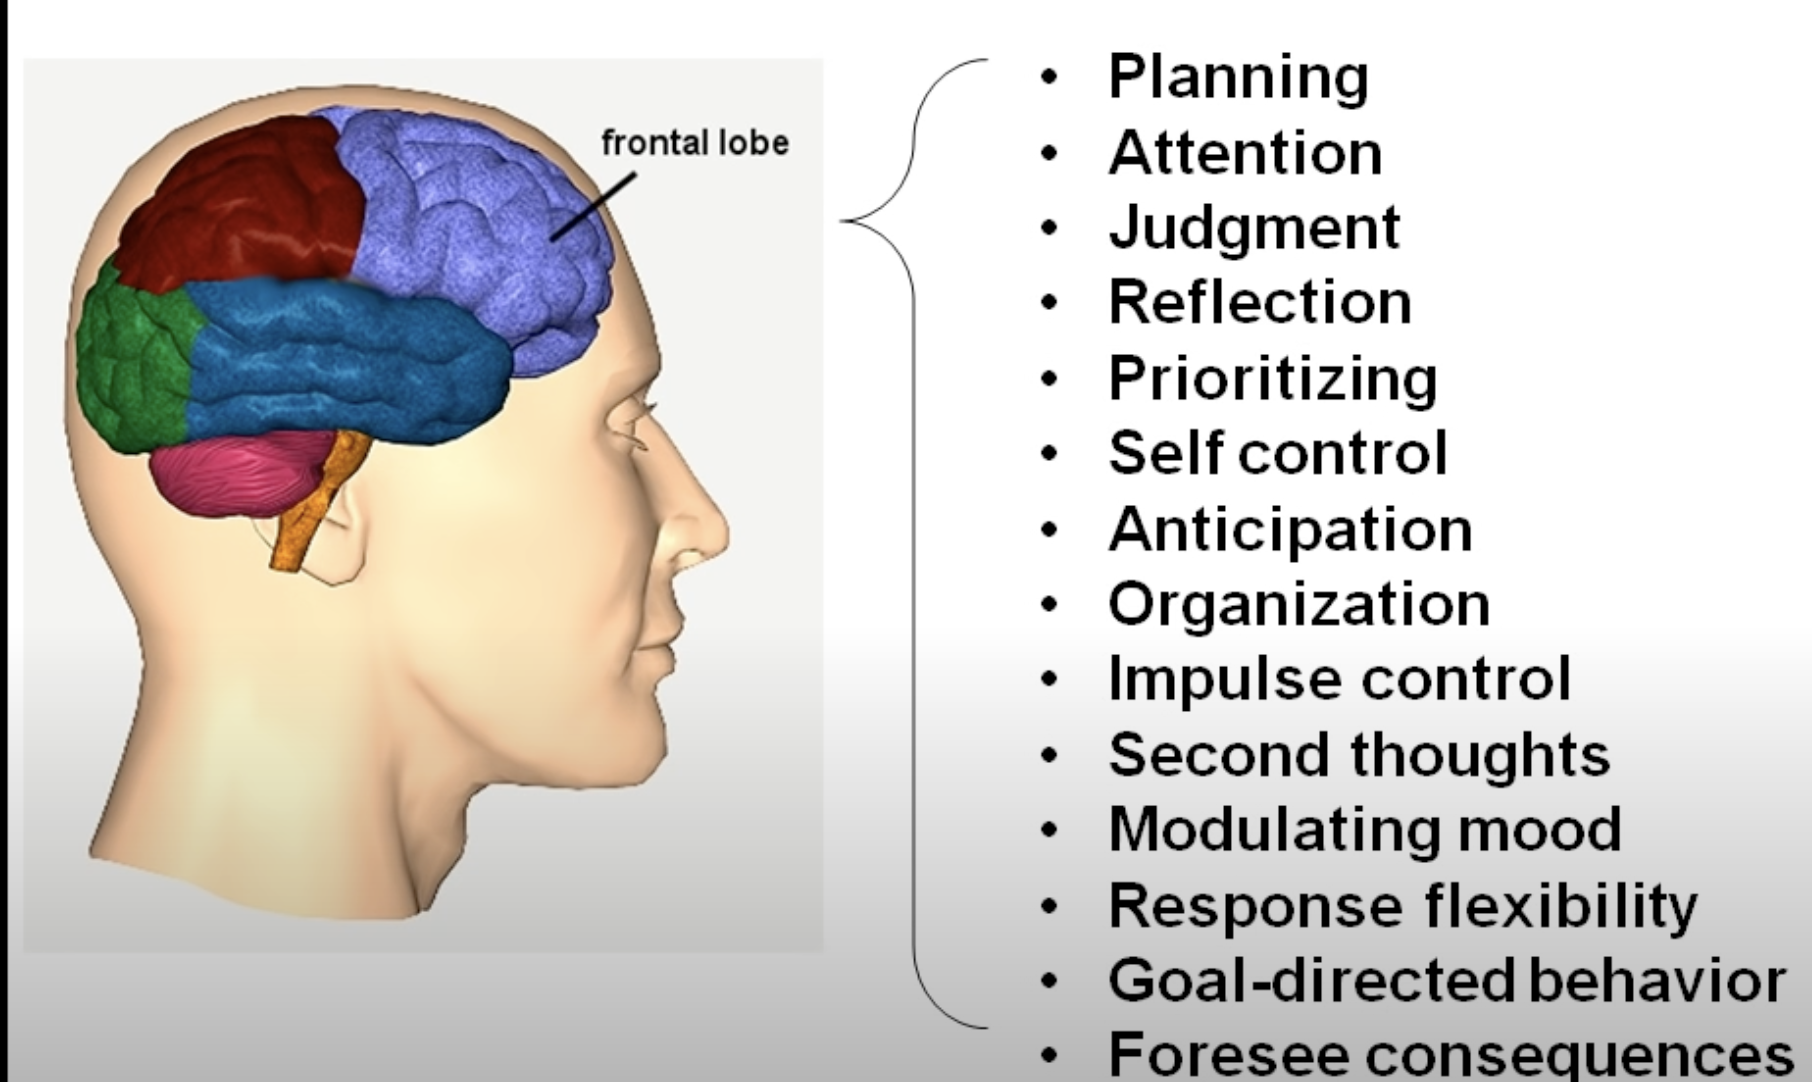 frontal lobe
• Planning
• Attention
• Judgment
• Reflection
• Prioritizing
• Self control
• Anticipation
• Organization
• Impulse control
• Second thoughts
• Modulating mood
• Response flexibility
• Goal-directed behavior
• Foresee consequences